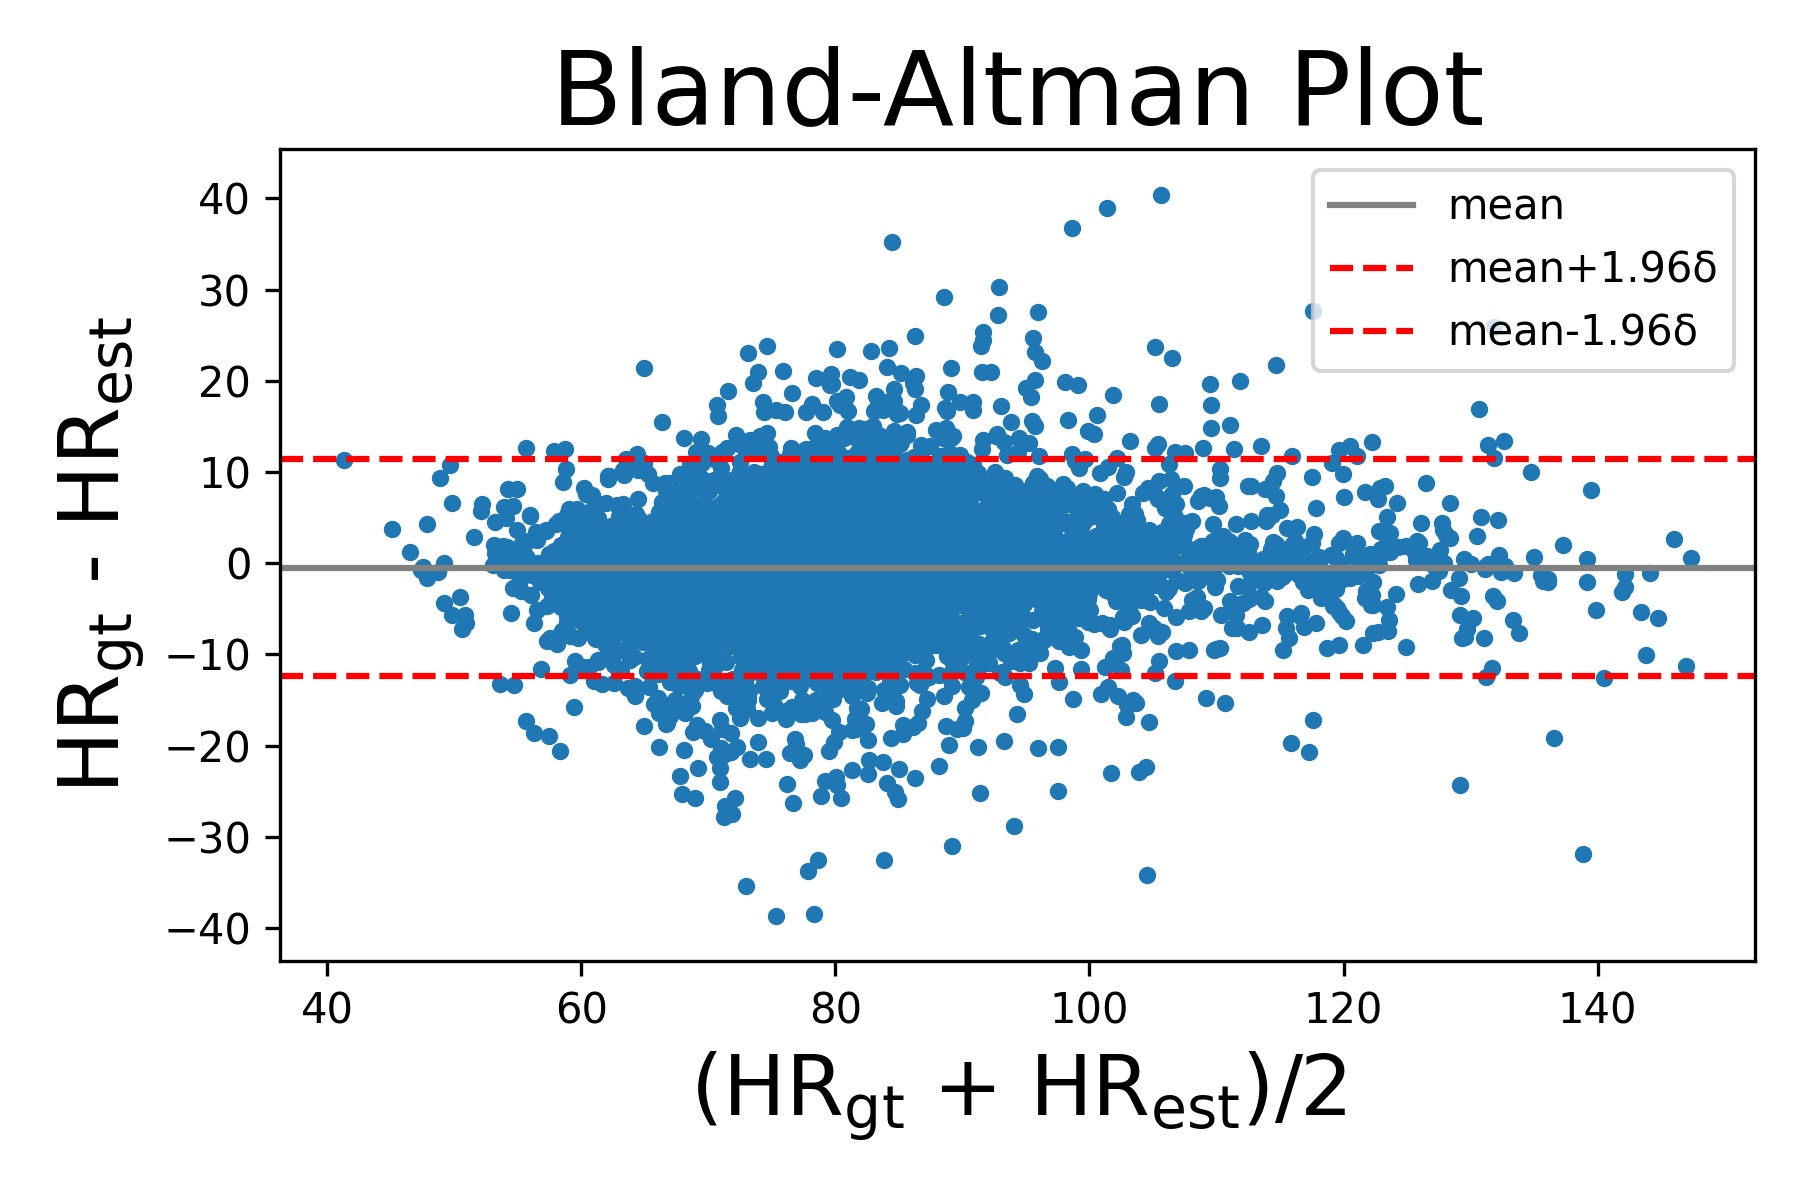 Bland-Altman Plot
HRgt - HRest
40
30
20
10
0
−10
−20
−30
−40
mean
mean+1.96δ
mean-1.96δ
40 60 80 100 120 140
(HRgt + HRest)/2